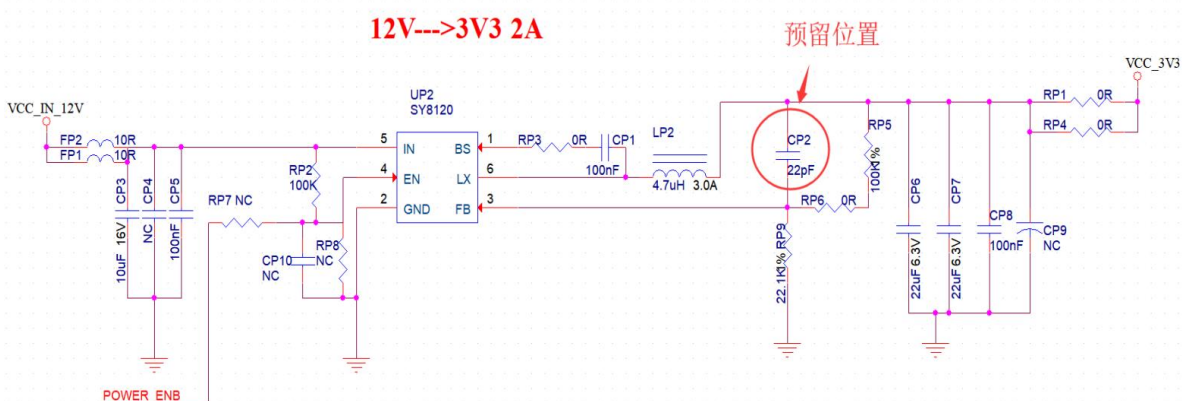 12V--->3V3 2A
预留位置
VCC_3V3
VCC_IN_12V
UP2
SY8120
FP2 10R
FP1 10R
5 IN BS 1
4 EN LX 6
2 GND FB 3
RP3 0R
CP1
100nF
LP2
4.7uH 3.0A
CP2
22pF
RP5
100K1%
RP1 0R
RP4 0R
RP6 0R
RP2
100K
RP7 NC
CP3
10uF 16V
CP4
NC
CP5
100nF
CP10
NC
RP8
NC
RP9
22.1K1%
CP6
22uF 6.3V
CP7
22uF 6.3V
CP8
100nF
CP9
NC
POWER ENB